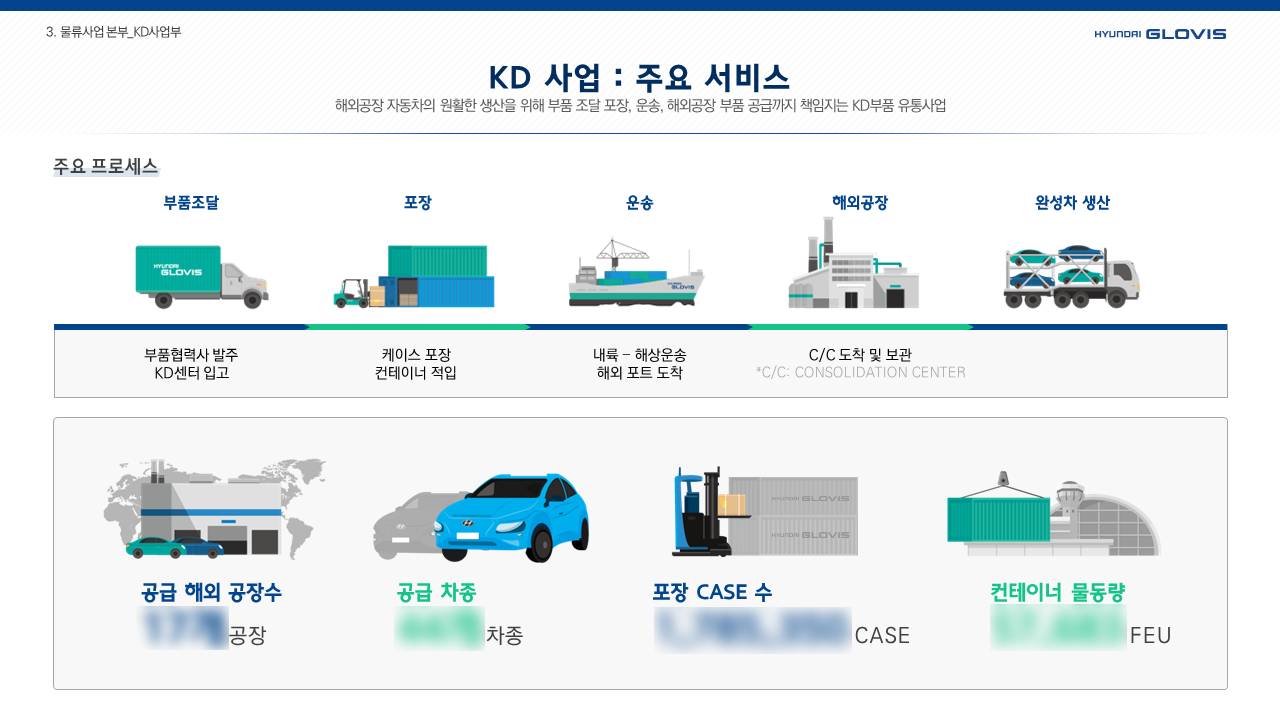 3. 물류사업 본부_KD사업부
HYUNDAI GLOVIS
KD 사업 : 주요 서비스
해외공장 자동차의 원활한 생산을 위해 부품 조달 포장, 운송, 해외공장 부품 공급까지 책임지는 KD부품 유통사업
주요 프로세스
부품조달
포장
운송
해외공장
완성차 생산
HYUNDAI
GLOVIS
부품협력사 발주
KD센터 입고
케이스 포장
컨테이너 적입
내륙 - 해상운송
해외 포트 도착
C/C 도착 및 보관
*C/C: CONSOLIDATION CENTER
HYUNDAI GLOVIS
HYUNDAI GLOVIS
공급 해외 공장수
공장
공급 차종
차종
포장 CASE 수
CASE
컨테이너 물동량
FEU